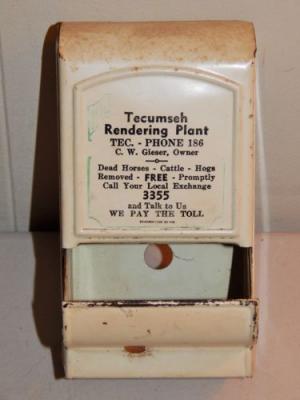 Tecumseh
Rendering Plant
TEC. - PHONE 186
C. W. Gieser, Owner
Dead Horses - Cattle - Hogs
Removed - FREE - Promptly
Call Your Local Exchange
3355
and Talk to Us
WE PAY THE TOLL